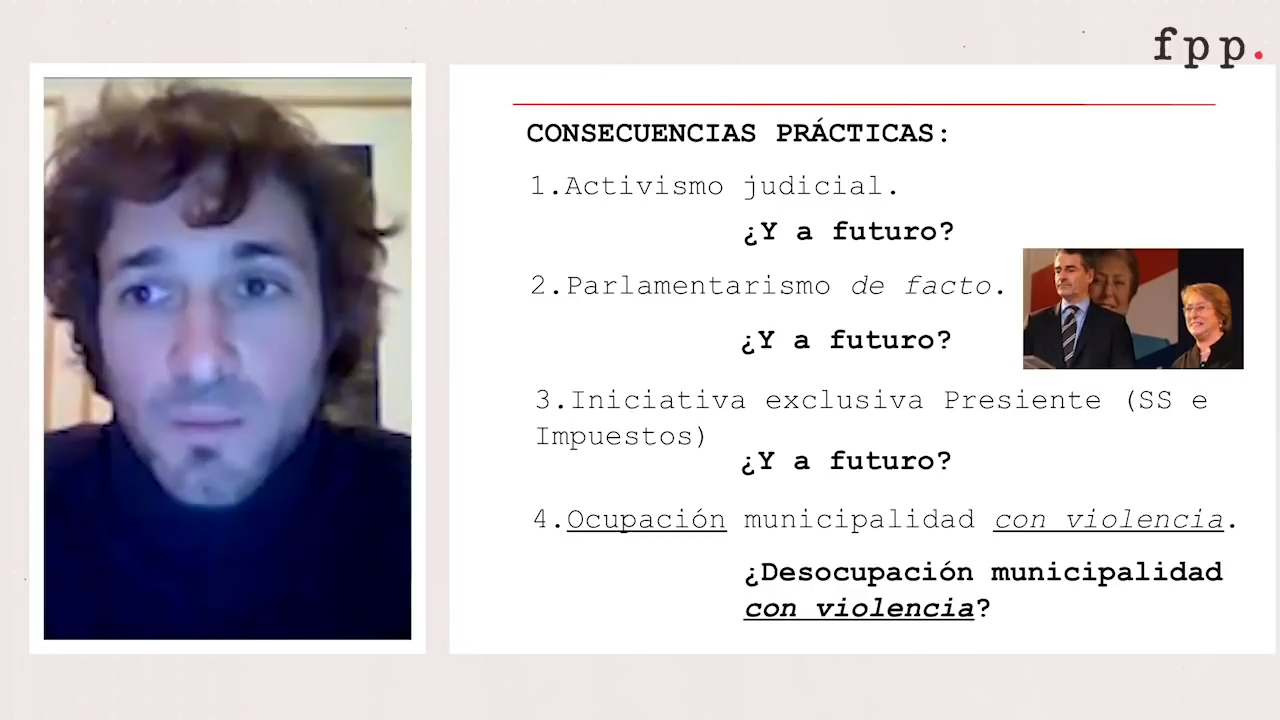 fpp.
CONSECUENCIAS PRÁCTICAS:
1.Activismo judicial.
¿Y a futuro?
2.Parlamentarismo de facto.
¿Y a futuro?
3.Iniciativa exclusiva Presiente (SS e
Impuestos)
¿Y a futuro?
4.Ocupación municipalidad con violencia.
¿Desocupación municipalidad
con violencia?